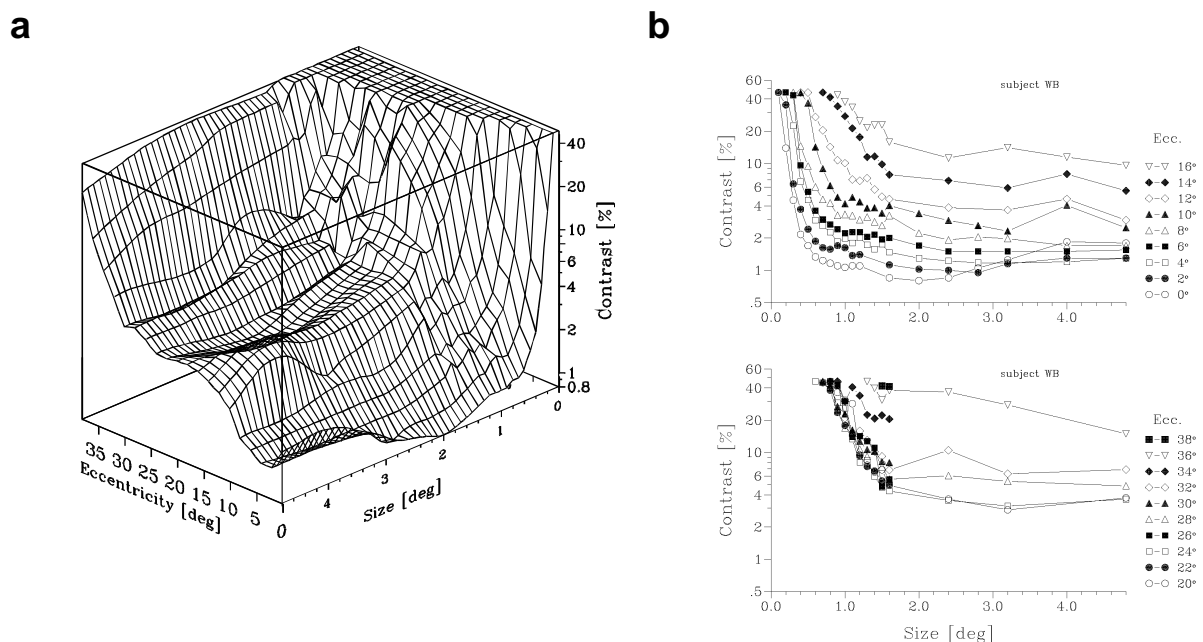 a
40
20
10
6
4
2
1
0.8
Contrast [%]
35 30 25 20 15 10 5 0
Eccentricity [deg]
4 3 2 1 0
Size [deg]
b
subject WB
60
40
20
10
6
4
2
1
.5
Contrast [%]
0.0 1.0 2.0 3.0 4.0
Ecc.
16°
14°
12°
10°
8°
6°
4°
2°
0°
subject WB
60
40
20
10
6
4
2
1
.5
Contrast [%]
0.0 1.0 2.0 3.0 4.0
Size [deg]
Ecc.
38°
36°
34°
32°
30°
28°
26°
24°
22°
20°